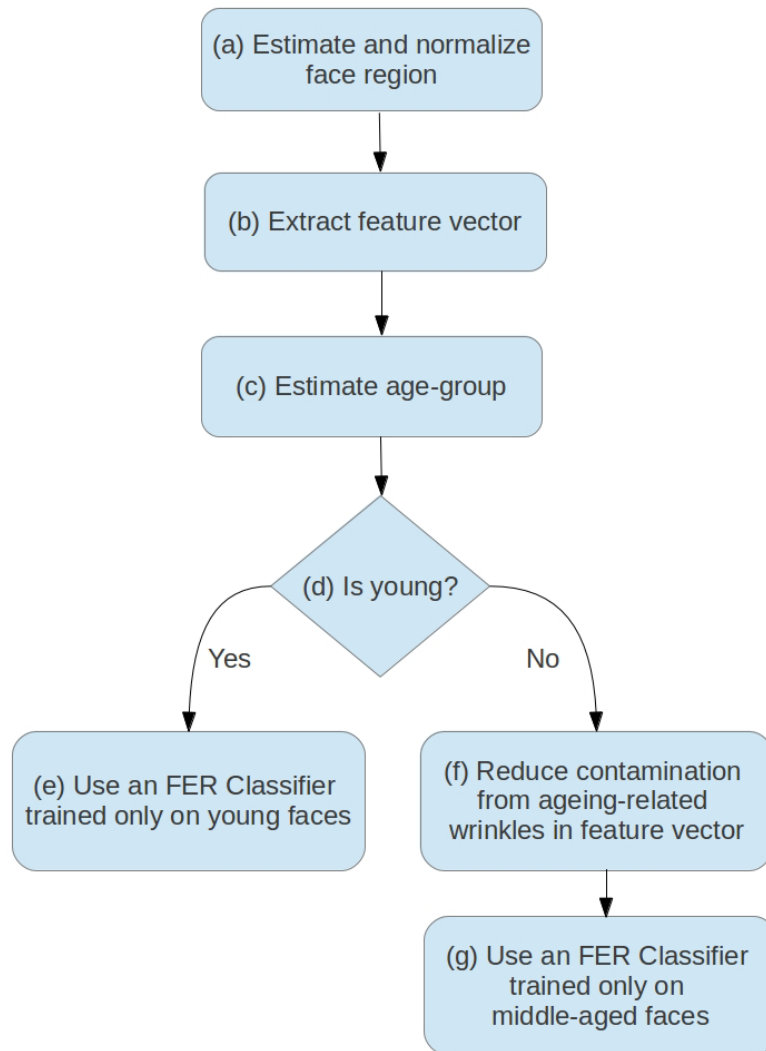 (a) Estimate and normalize
face region
(b) Extract feature vector
(c) Estimate age-group
(d) Is young?
Yes
No
(e) Use an FER Classifier
trained only on young faces
(f) Reduce contamination
from ageing-related
wrinkles in feature vector
(g) Use an FER Classifier
trained only on
middle-aged faces